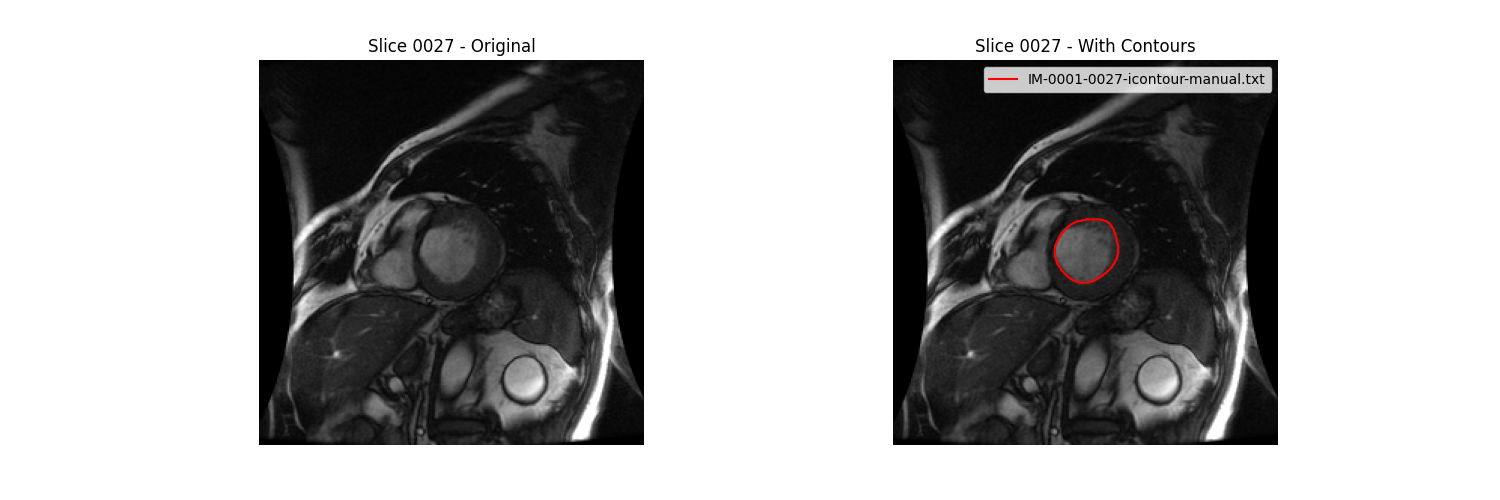 Slice 0027 - Original
Slice 0027 - With Contours
IM-0001-0027-icontour-manual.txt